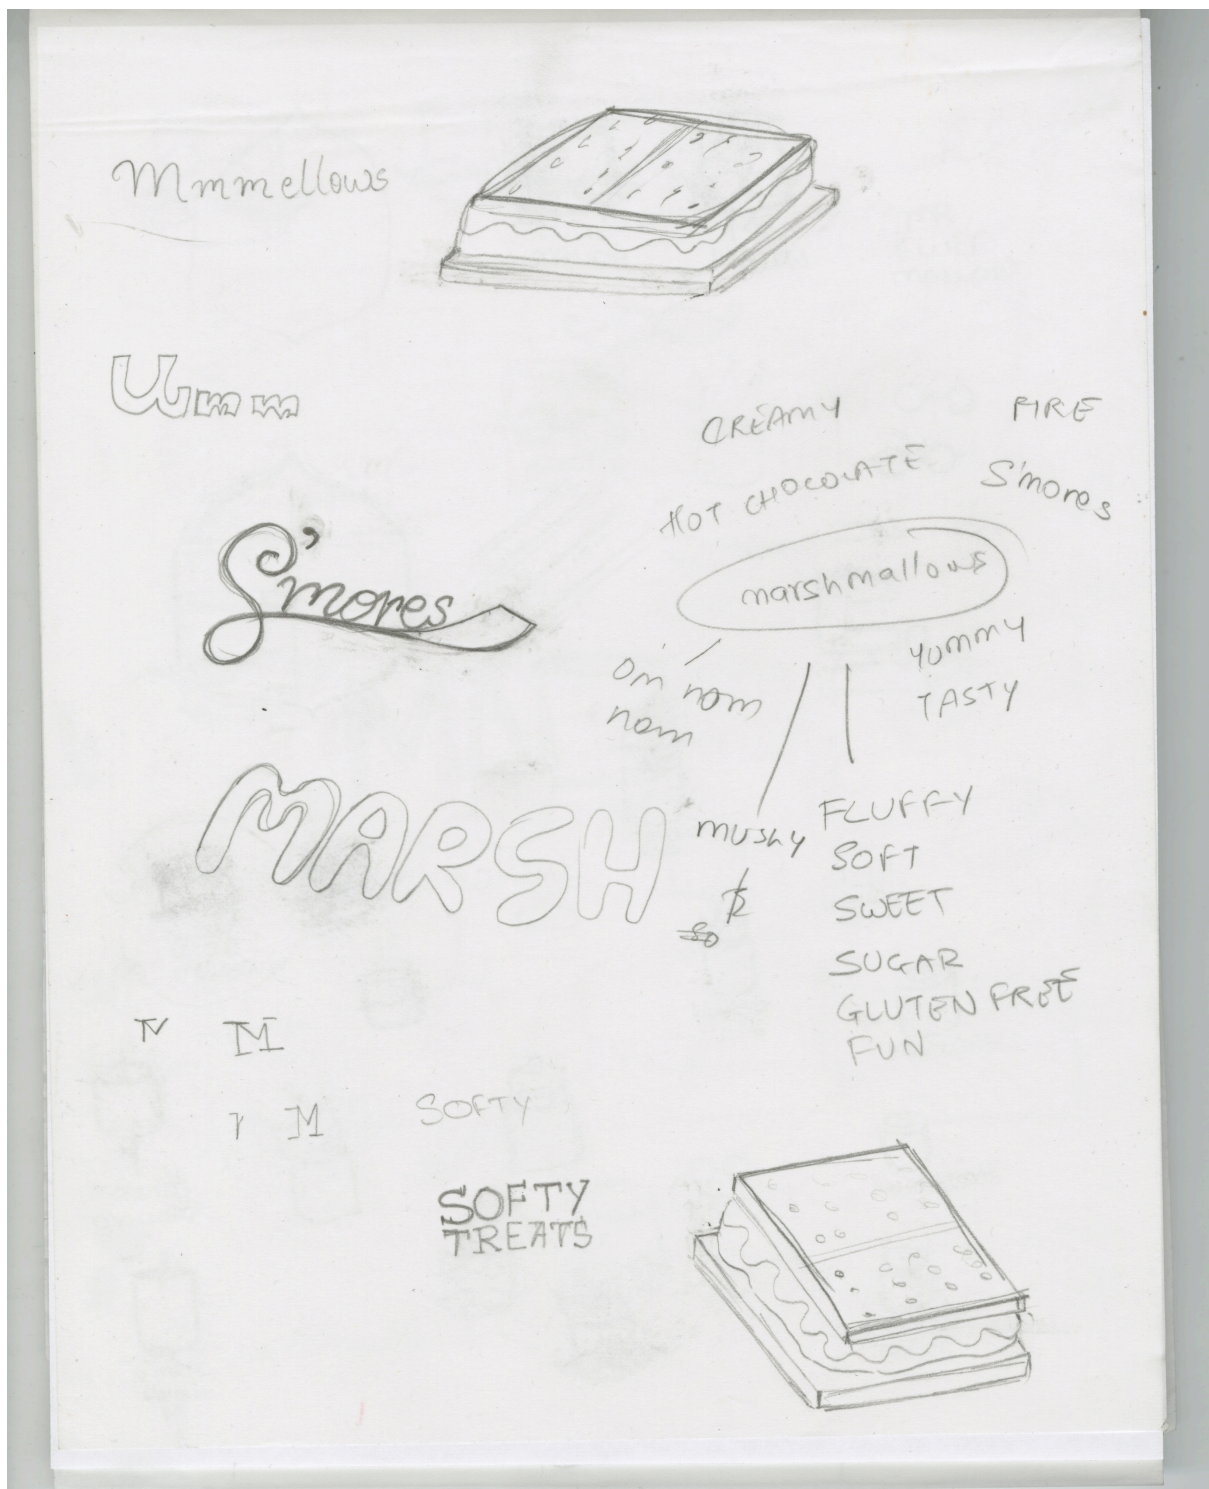 Mmmellows
Umm
CREAMY
FIRE
HOT CHOCOLATE
S'mores
S'mores
marshmallows
YUMMY
TASTY
om nom
nom
MARSH
mushy
FLUFFY
SOFT
SWEET
SUGAR
GLUTEN FREE
FUN
M
M
SOFTY
SOFTY
TREATS